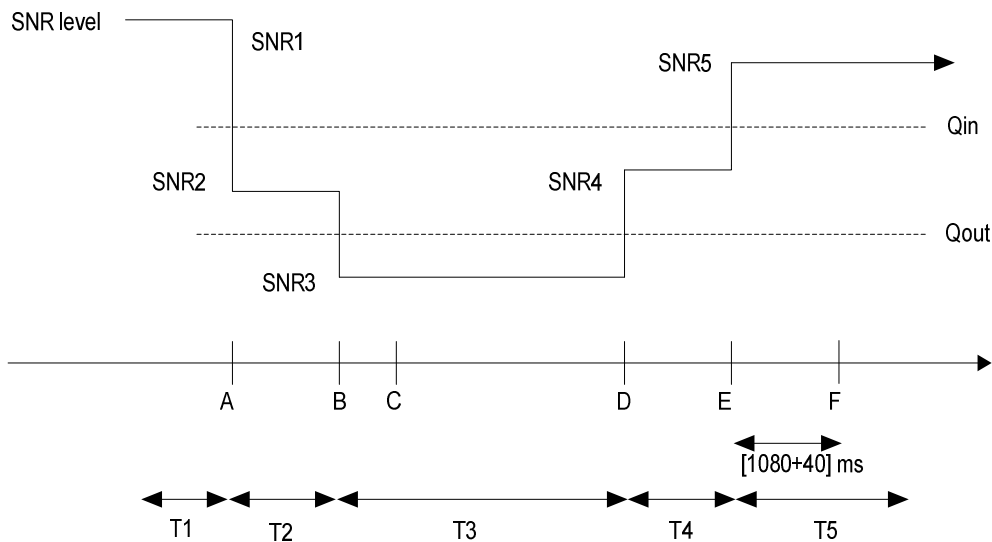 SNR level
SNR1
SNR5
Qin
SNR2
SNR4
Qout
SNR3
A
B
C
D
E
F
[1080+40] ms
T1
T2
T3
T4
T5